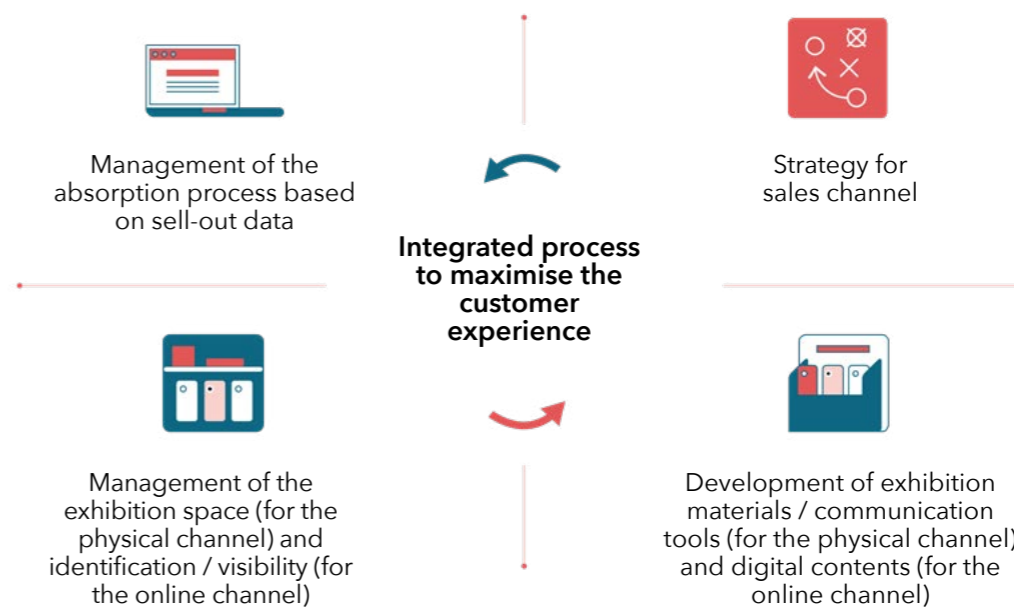 Management of the
absorption process based
on sell-out data
Strategy for
sales channel
Integrated process
to maximise the
customer
experience
Management of the
exhibition space (for the
physical channel) and
identification / visibility (for
the online channel)
Development of exhibition
materials / communication
tools (for the physical channel)
and digital contents (for the
online channel)